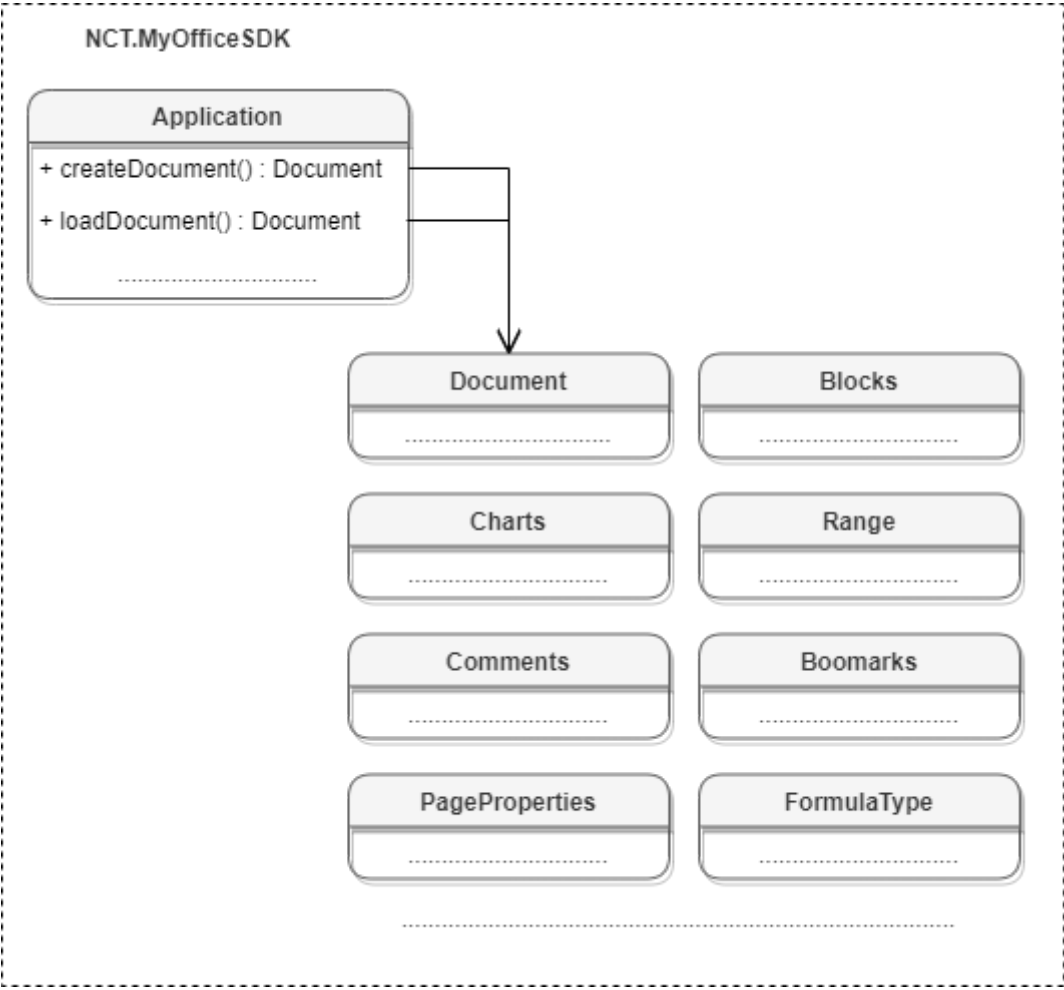 NCT.MyOfficeSDK
Application
+ createDocument() : Document
+ loadDocument() : Document
Document
Blocks
Charts
Range
Comments
Boomarks
PageProperties
FormulaType